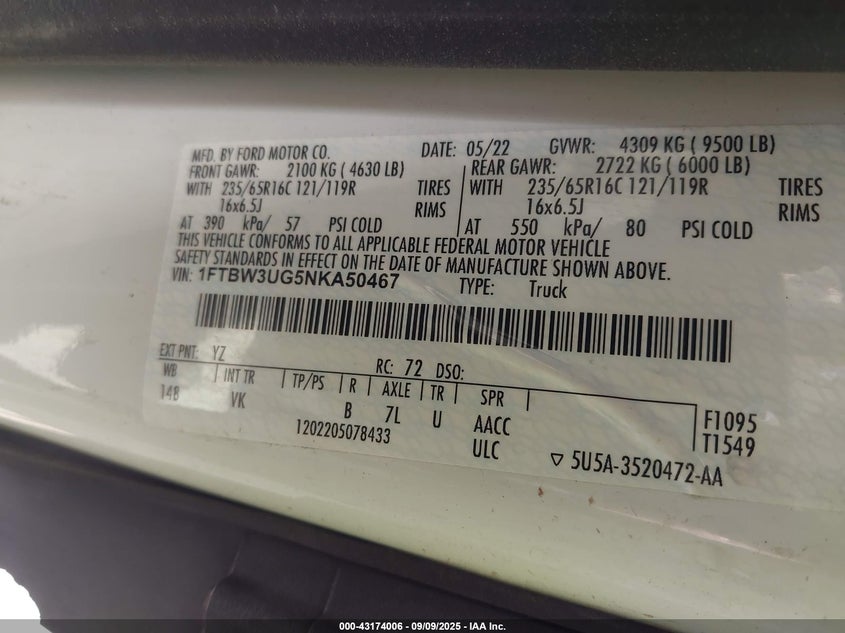 MFD. BY FORD MOTOR CO. DATE: 05/22 GVWR: 4309 KG ( 9500 LB)
FRONT GAWR: 2100 KG ( 4630 LB) REAR GAWR: 2722 KG ( 6000 LB)
WITH 235/65R16C 121/119R TIRES WITH 235/65R16C 121/119R TIRES
16x6.5J RIMS 16x6.5J RIMS
AT 390 kPa/ 57 PSI COLD AT 550 kPa/ 80 PSI COLD
THIS VEHICLE CONFORMS TO ALL APPLICABLE FEDERAL MOTOR VEHICLE
SAFETY STANDARDS IN EFFECT ON THE DATE OF MANUFACTURE SHOWN ABOVE.
VIN: 1FTBW3UG5NKA50467 TYPE: Truck
EXT PNT: YZ RC: 72 DSO:
WB INT TR TP/PS R AXLE TR SPR
148 VK B 7L U AACC F1095
1202205078433 ULC T1549
5U5A-3520472-AA
000-43174006 - 09/09/2025 - IAA Inc.